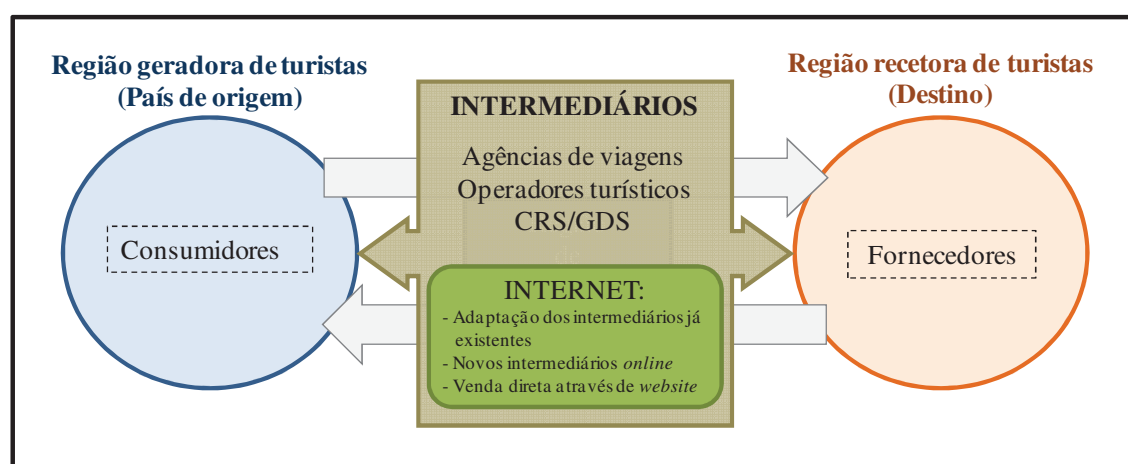 Região geradora de turistas
(País de origem)
Região recetora de turistas
(Destino)
INTERMEDIÁRIOS
Agências de viagens
Operadores turísticos
CRS/GDS
de
Consumidores
Fornecedores
INTERNET:
- Adaptação dos intermediários já
existentes
- Novos intermediários online
- Venda direta através de website